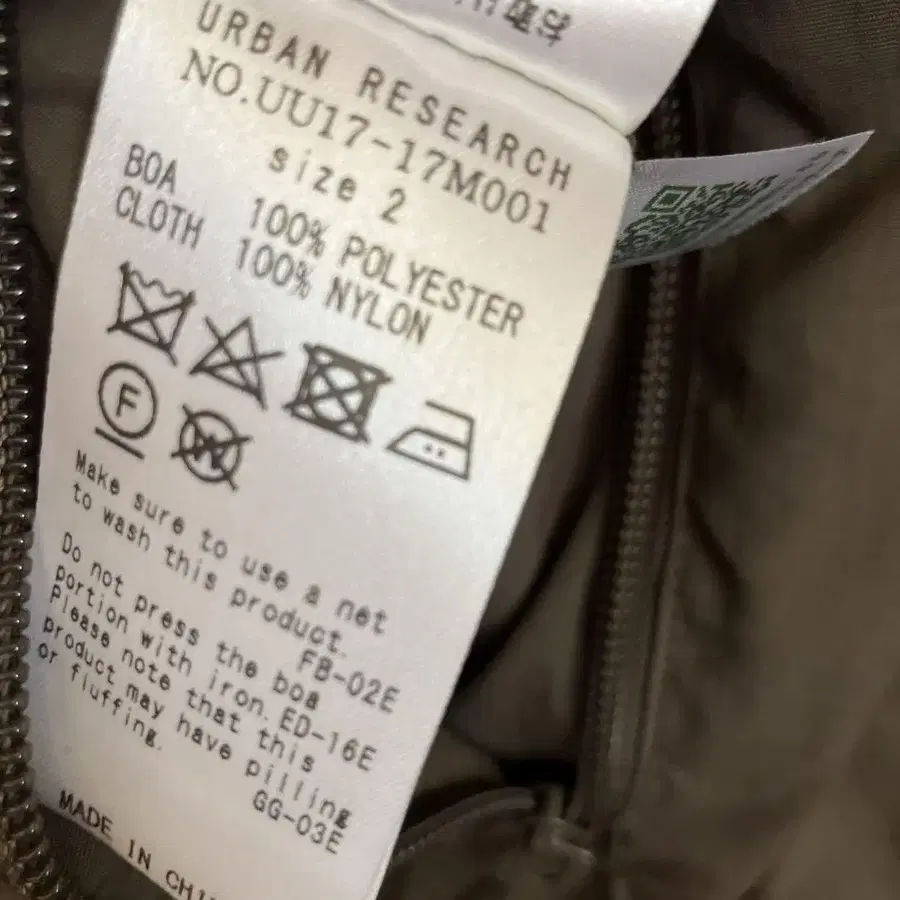 URBAN RESEARCH
NO.UU17-17M001
size 2
BOA 100% POLYESTER
CLOTH 100% NYLON
F
W
Make sure to use a net
to wash this product.
FB-02E
Do not press the boa
portion with iron. ED-16E
Please note that this
product may have pilling
or fluffing.
GG-03E
MADE IN